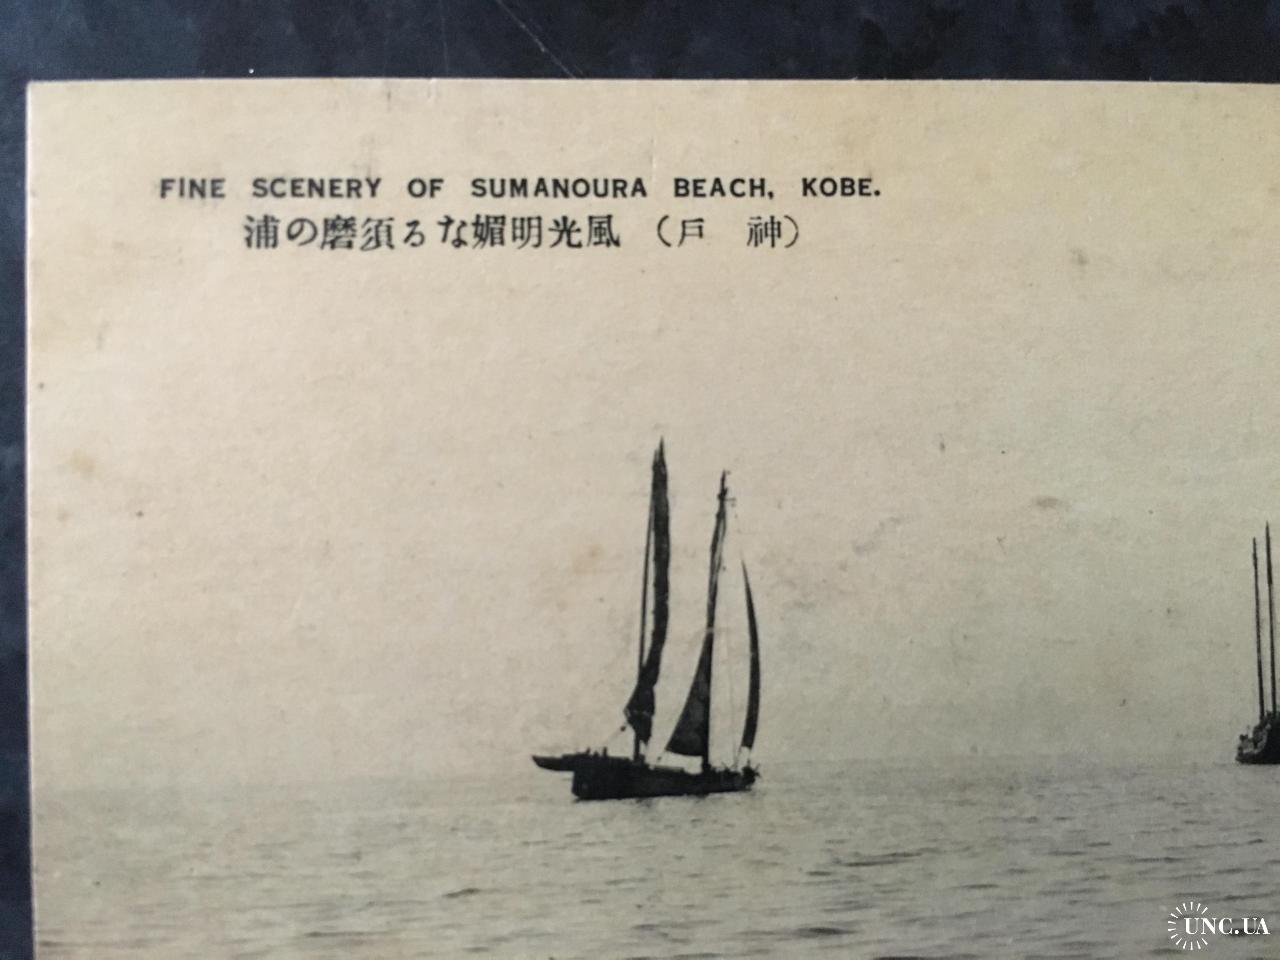 FINE SCENERY OF SUMANOURA BEACH, KOBE.
浦の磨須るな媚明光風 （戸 神）
UNC.UA